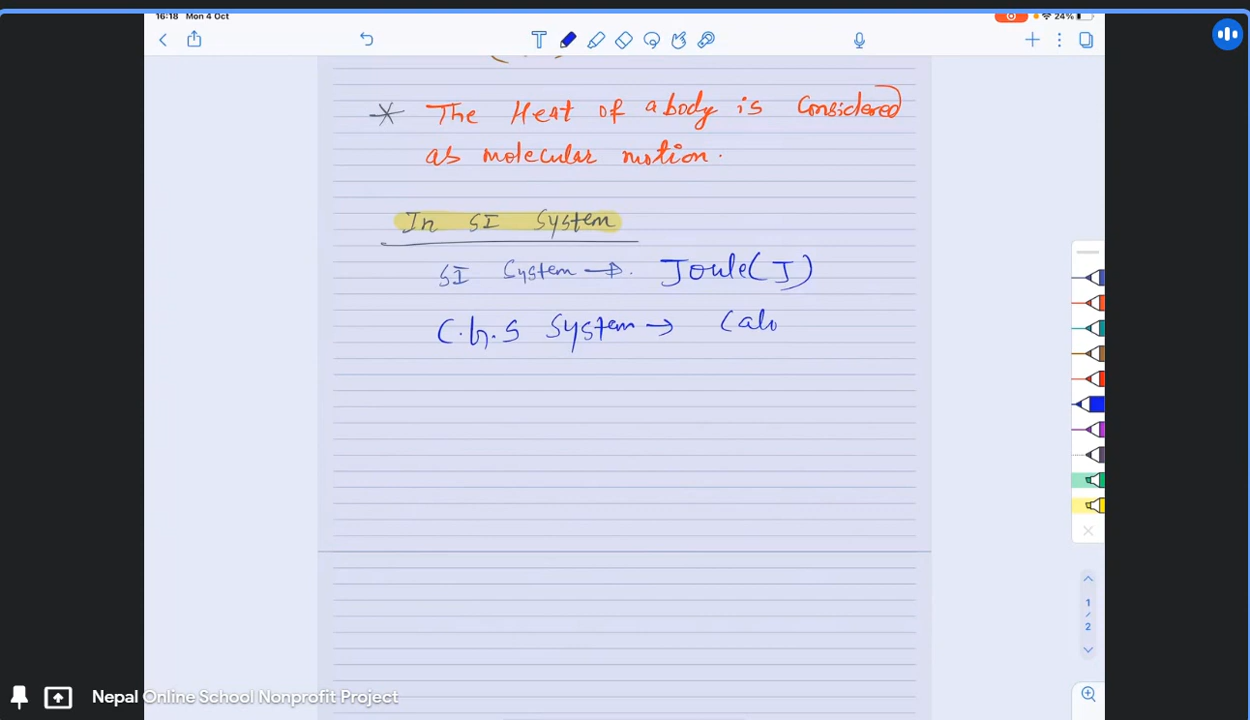 16:18 Mon 4 Oct
24%
* The Heat of a body is Considered
as molecular motion.
In SI System
SI System → Joule (J)
C.G.S System → Calo
1
/
2
Nepal Online School Nonprofit Project